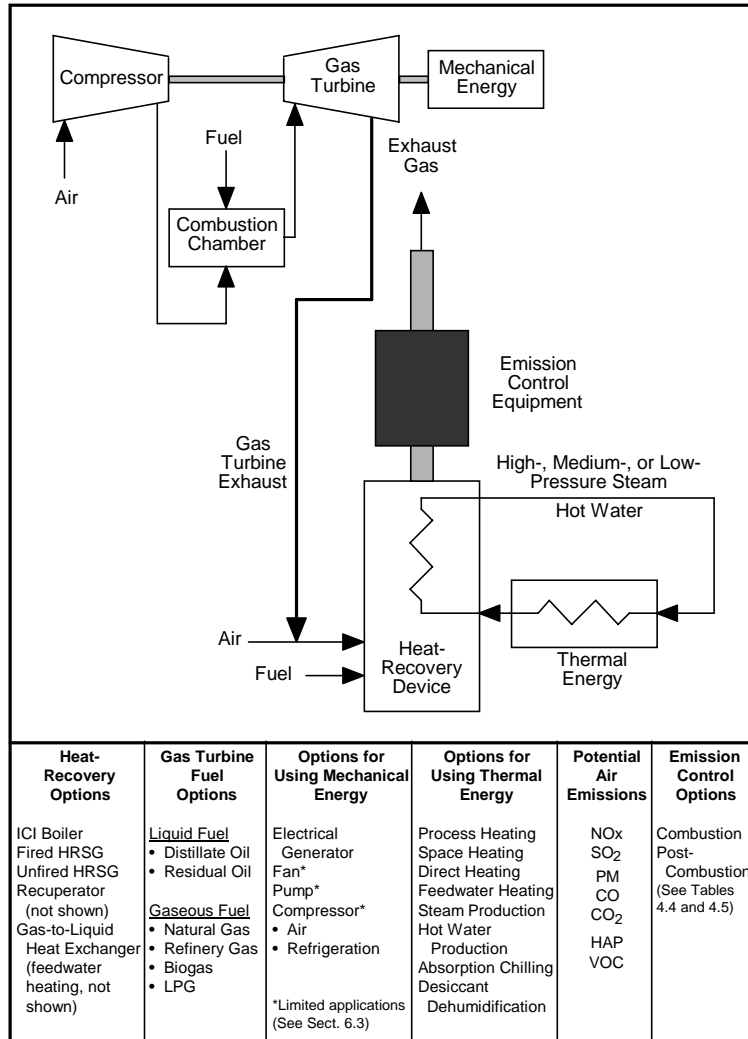 Compressor
Gas
Turbine
Mechanical
Energy
Air
Fuel
Combustion
Chamber
Exhaust
Gas
Emission
Control
Equipment
Gas
Turbine
Exhaust
High-, Medium-, or Low-
Pressure Steam
Hot Water
Air
Fuel
Heat-
Recovery
Device
Thermal
Energy
Heat-
Recovery
Options
ICI Boiler
Fired HRSG
Unfired HRSG
Recuperator
(not shown)
Gas-to-Liquid
Heat Exchanger
(feedwater
heating, not
shown)
Gas Turbine
Fuel
Options
Liquid Fuel
• Distillate Oil
• Residual Oil
Gaseous Fuel
• Natural Gas
• Refinery Gas
• Biogas
• LPG
Options for
Using Mechanical
Energy
Electrical
Generator
Fan*
Pump*
Compressor*
• Air
• Refrigeration
*Limited applications
(See Sect. 6.3)
Options for
Using Thermal
Energy
Process Heating
Space Heating
Direct Heating
Feedwater Heating
Steam Production
Hot Water
Production
Absorption Chilling
Desiccant
Dehumidification
Potential
Air
Emissions
NOx
SO2
PM
CO
CO2
HAP
VOC
Emission
Control
Options
Combustion
Post-
Combustion
(See Tables
4.4 and 4.5)